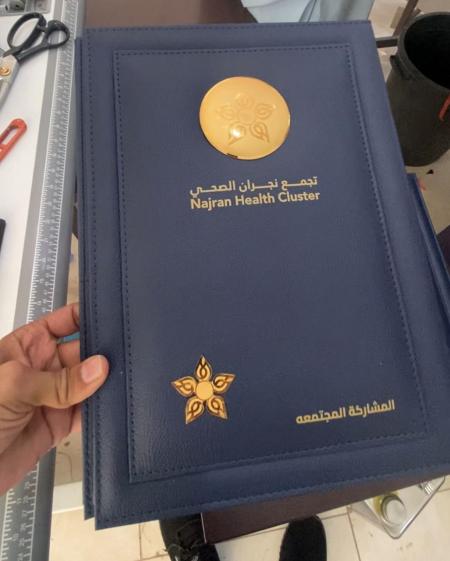 تجمع نجران الصحي
Najran Health Cluster
المشاركة المجتمعه